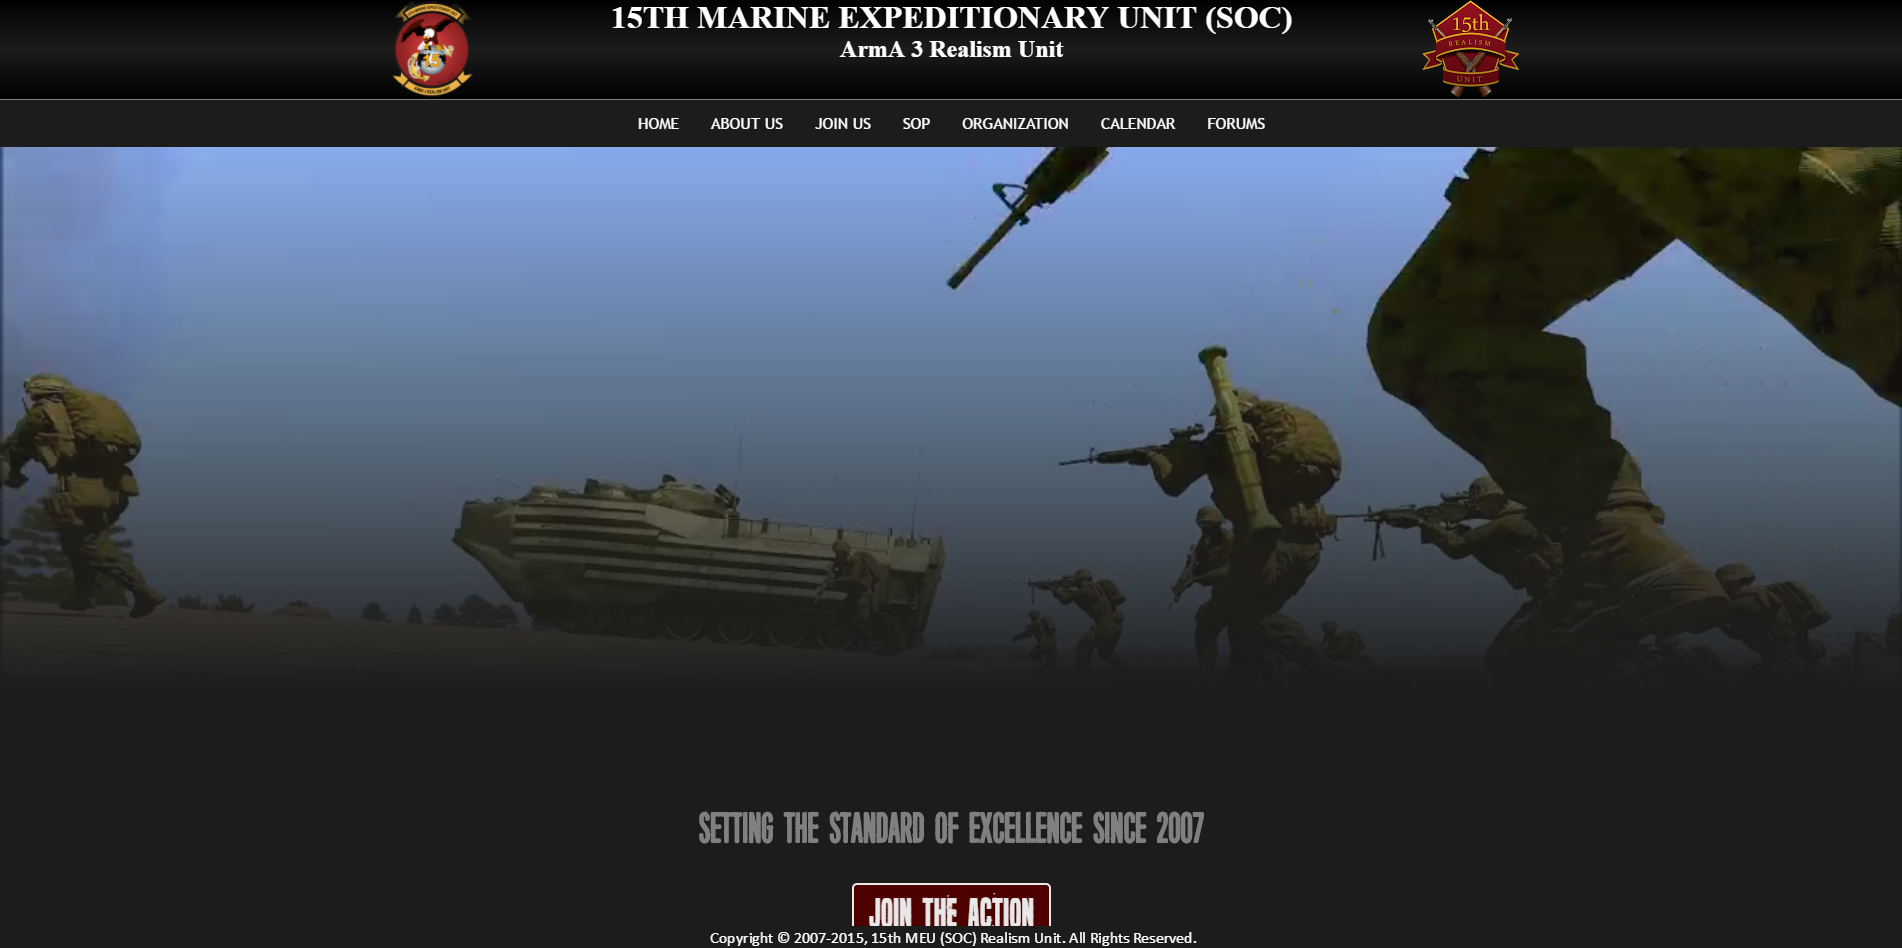 15TH MARINE EXPEDITIONARY UNIT (SOC)
ArmA 3 Realism Unit
15
15th
REALISM
UNIT
HOME ABOUT US JOIN US SOP ORGANIZATION CALENDAR FORUMS
SETTING THE STANDARD OF EXCELLENCE SINCE 2007
JOIN THE ACTION
Copyright © 2007-2015, 15th MEU (SOC) Realism Unit. All Rights Reserved.